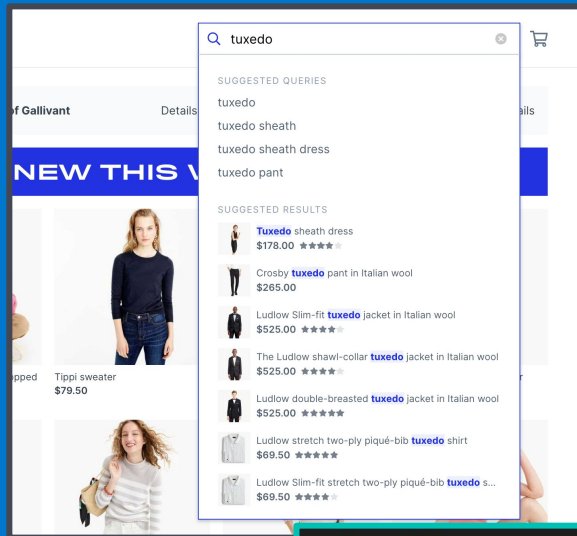 tuxedo
SUGGESTED QUERIES
tuxedo
tuxedo sheath
tuxedo sheath dress
tuxedo pant
SUGGESTED RESULTS
Tuxedo sheath dress
$178.00
Crosby tuxedo pant in Italian wool
$265.00
Ludlow Slim-fit tuxedo jacket in Italian wool
$525.00
The Ludlow shawl-collar tuxedo jacket in Italian wool
$525.00
Ludlow double-breasted tuxedo jacket in Italian wool
$525.00
Ludlow stretch two-ply piqué-bib tuxedo shirt
$69.50
Ludlow Slim-fit stretch two-ply piqué-bib tuxedo s...
$69.50
of Gallivant
Details
ails
NEW THIS
opped
Tippi sweater
$79.50